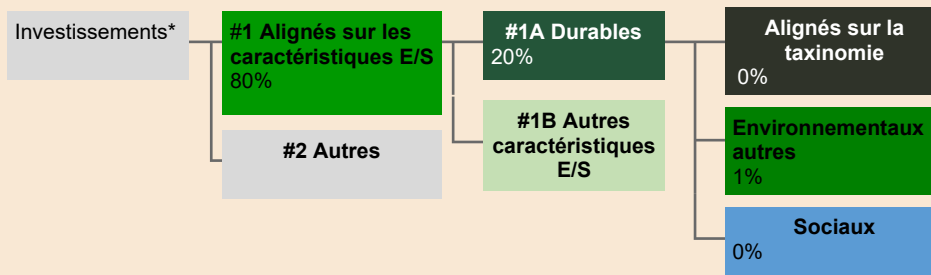 Investissements*
#1 Alignés sur les
caractéristiques E/S
80%
#2 Autres
#1A Durables
20%
#1B Autres
caractéristiques
E/S
Alignés sur la
taxinomie
0%
Environnementaux
autres
1%
Sociaux
0%